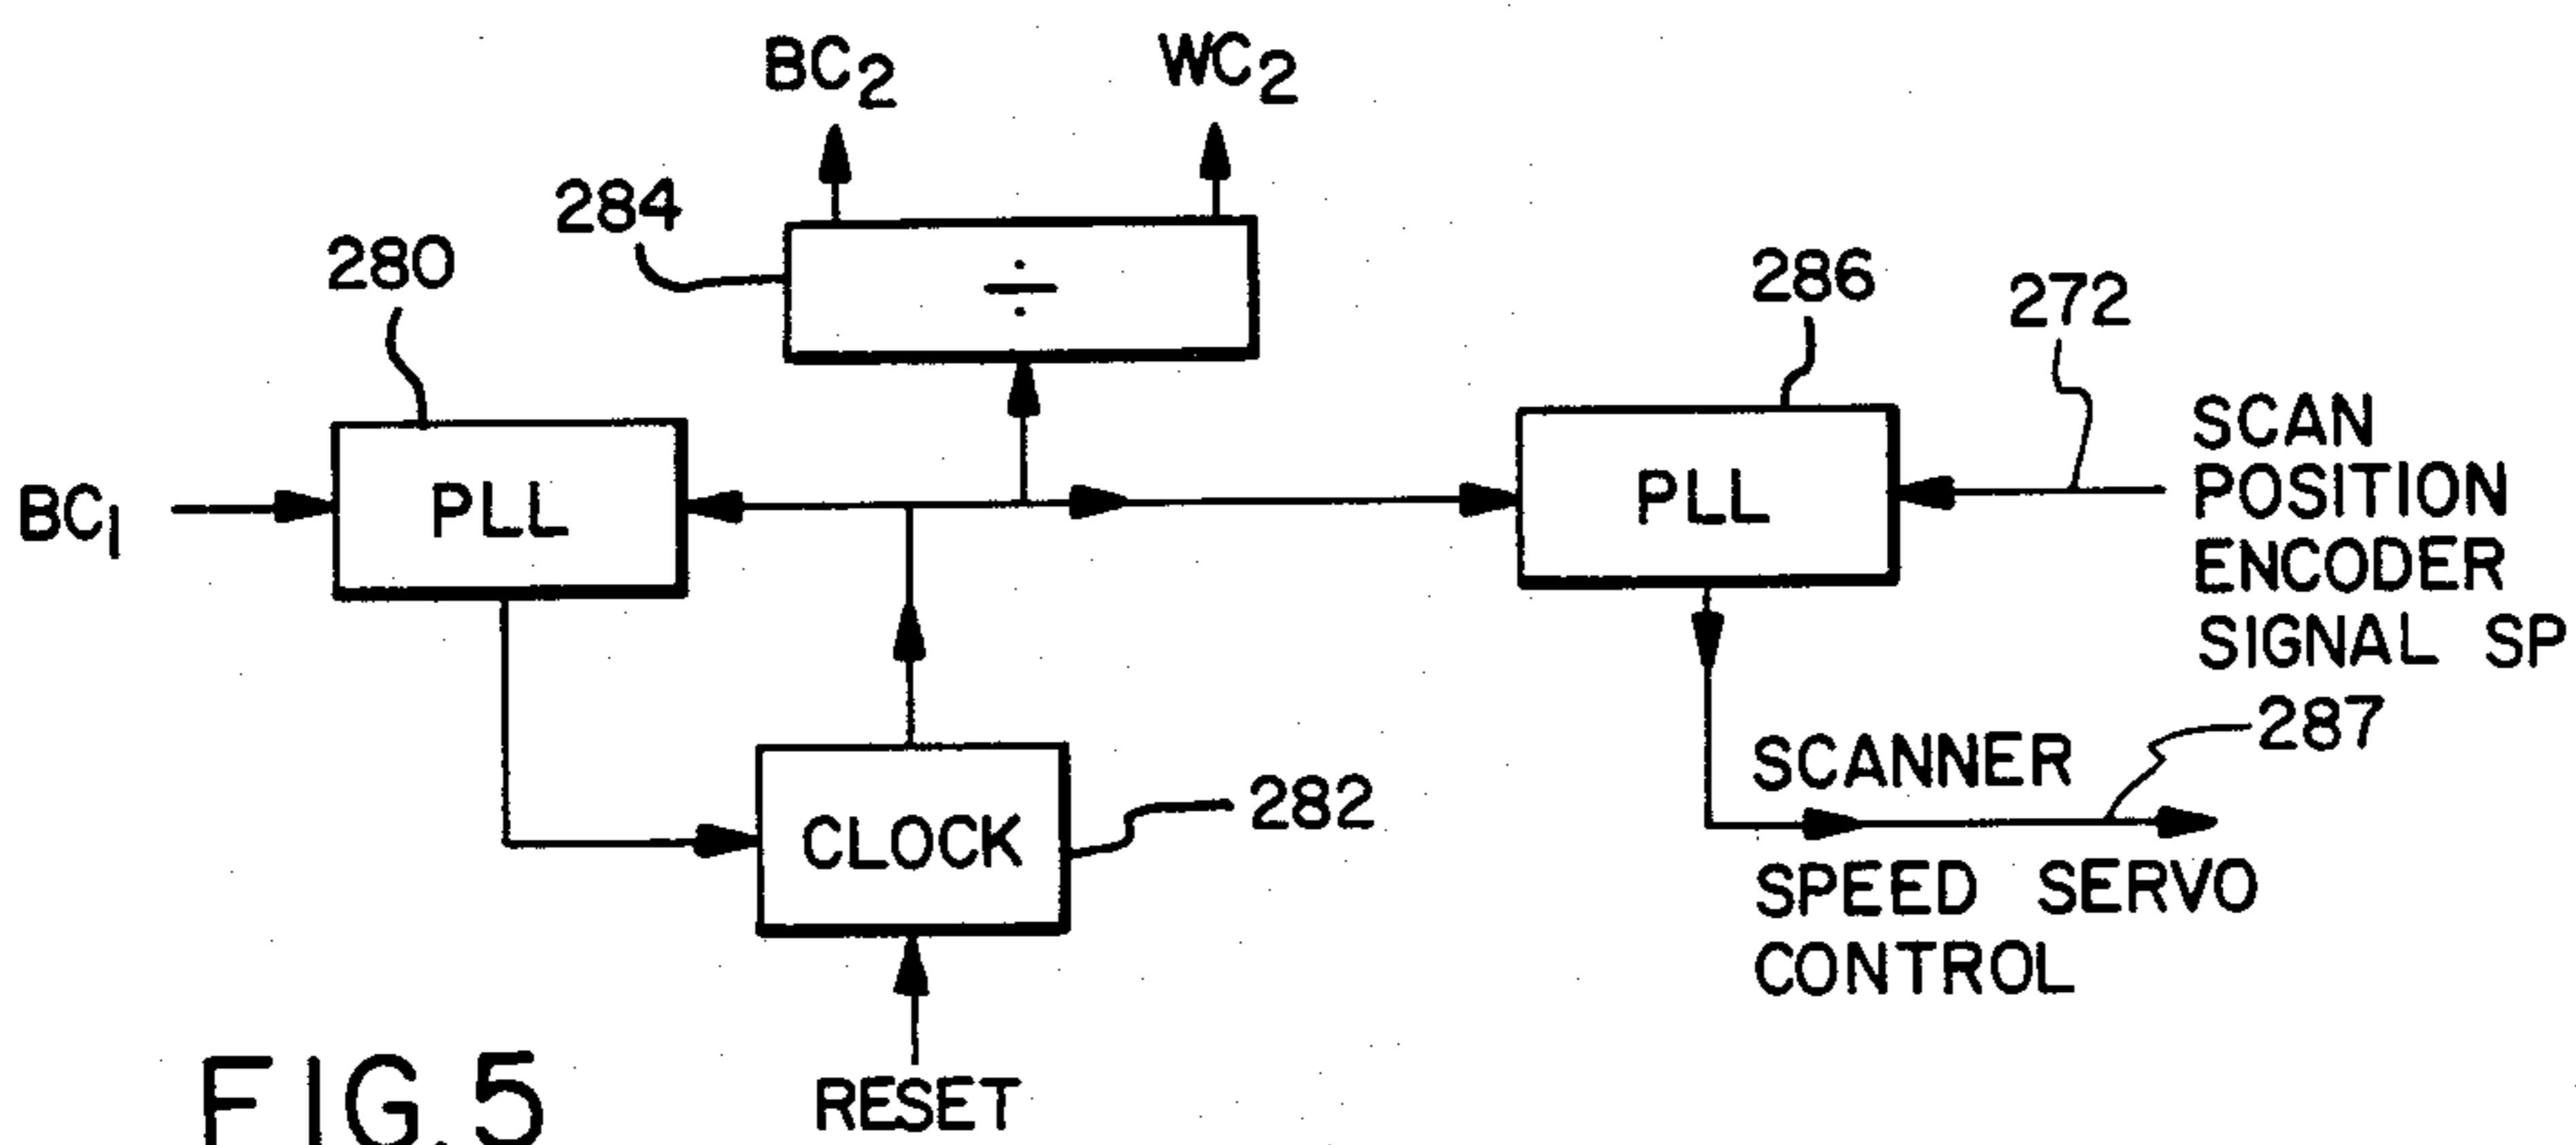 BC₂
WC₂
284
280
÷
286
272
BC₁
PLL
PLL
SCAN
POSITION
ENCODER
SIGNAL SP
287
SCANNER
CLOCK
282
SPEED SERVO
CONTROL
RESET
FIG.5